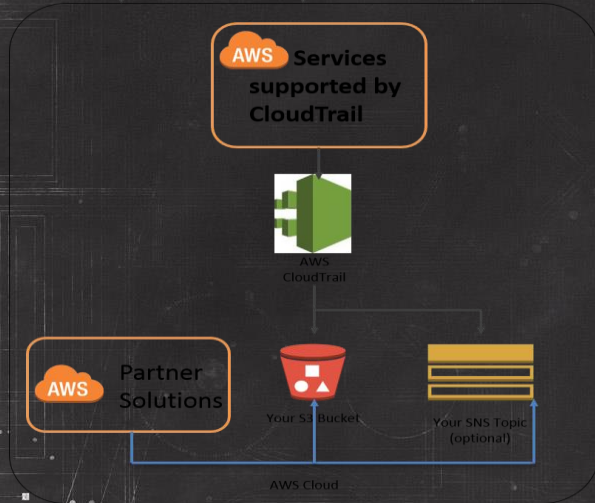 AWS Services
supported by
CloudTrail
AWS
CloudTrail
AWS Partner
Solutions
Your S3 Bucket
Your SNS Topic
(optional)
AWS Cloud